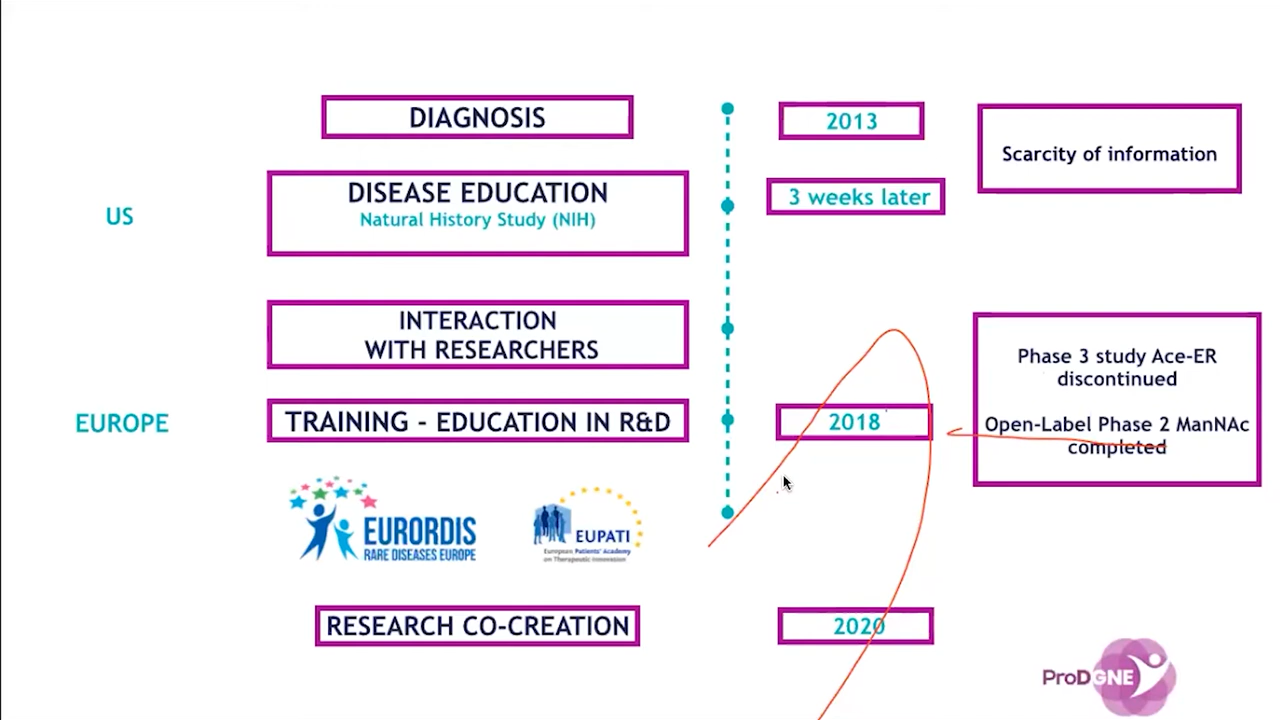 DIAGNOSIS
2013
Scarcity of information
US
DISEASE EDUCATION
Natural History Study (NIH)
3 weeks later
INTERACTION
WITH RESEARCHERS
Phase 3 study Ace-ER
discontinued
EUROPE
TRAINING - EDUCATION IN R&D
2018
Open-Label Phase 2 ManNAc
completed
EURORDIS
RARE DISEASES EUROPE
EUPATI
European Patients' Academy
on Therapeutic Innovation
RESEARCH CO-CREATION
2020
ProDGNE